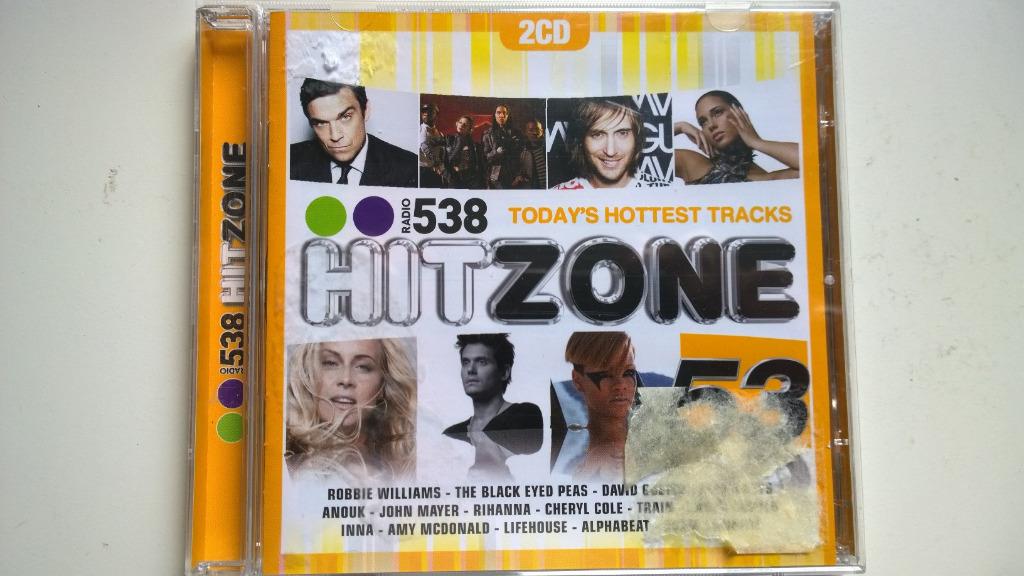 2CD
RADIO 538 TODAY'S HOTTEST TRACKS
HITZONE
53
ROBBIE WILLIAMS - THE BLACK EYED PEAS - DAVID
ANOUK - JOHN MAYER - RIHANNA - CHERYL COLE - TRAIN
INNA - AMY MCDONALD - LIFEHOUSE - ALPHABEAT
RADIO 538 HITZONE